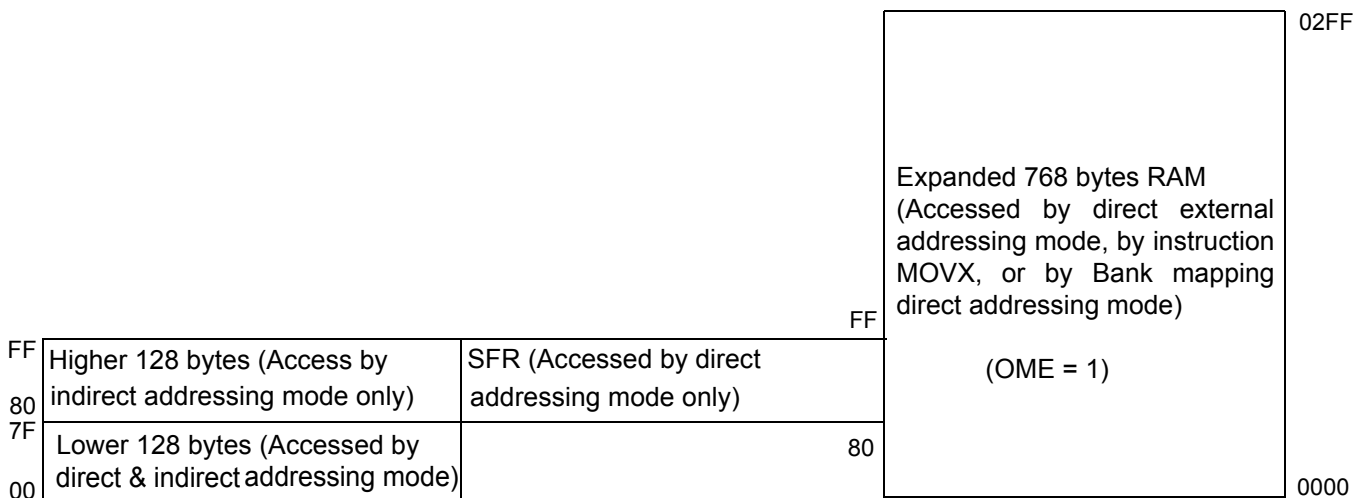 02FF
Expanded 768 bytes RAM
(Accessed by direct external
addressing mode, by instruction
MOVX, or by Bank mapping
direct addressing mode)
(OME = 1)
0000
FF
FF
Higher 128 bytes (Access by
indirect addressing mode only)
80
SFR (Accessed by direct
addressing mode only)
7F
Lower 128 bytes (Accessed by
direct & indirect addressing mode)
00
80